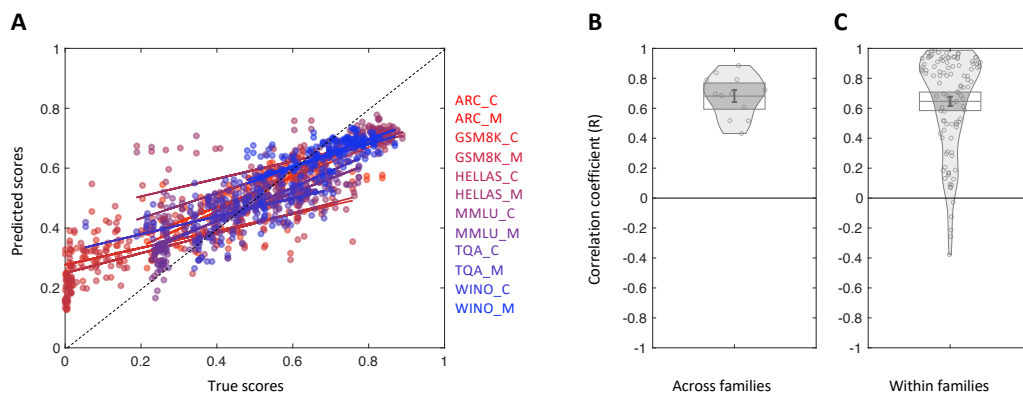 A
B
C
Predicted scores
1
0.8
0.6
0.4
0.2
0
0
0.2
0.4
0.6
0.8
1
True scores
ARC_C
ARC_M
GSM8K_C
GSM8K_M
HELLAS_C
HELLAS_M
MMLU_C
MMLU_M
TQA_C
TQA_M
WINO_C
WINO_M
Correlation coefficient (R)
1
0.8
0.6
0.4
0.2
0
-0.2
-0.4
-0.6
-0.8
-1
Across families
1
0.8
0.6
0.4
0.2
0
-0.2
-0.4
-0.6
-0.8
-1
Within families